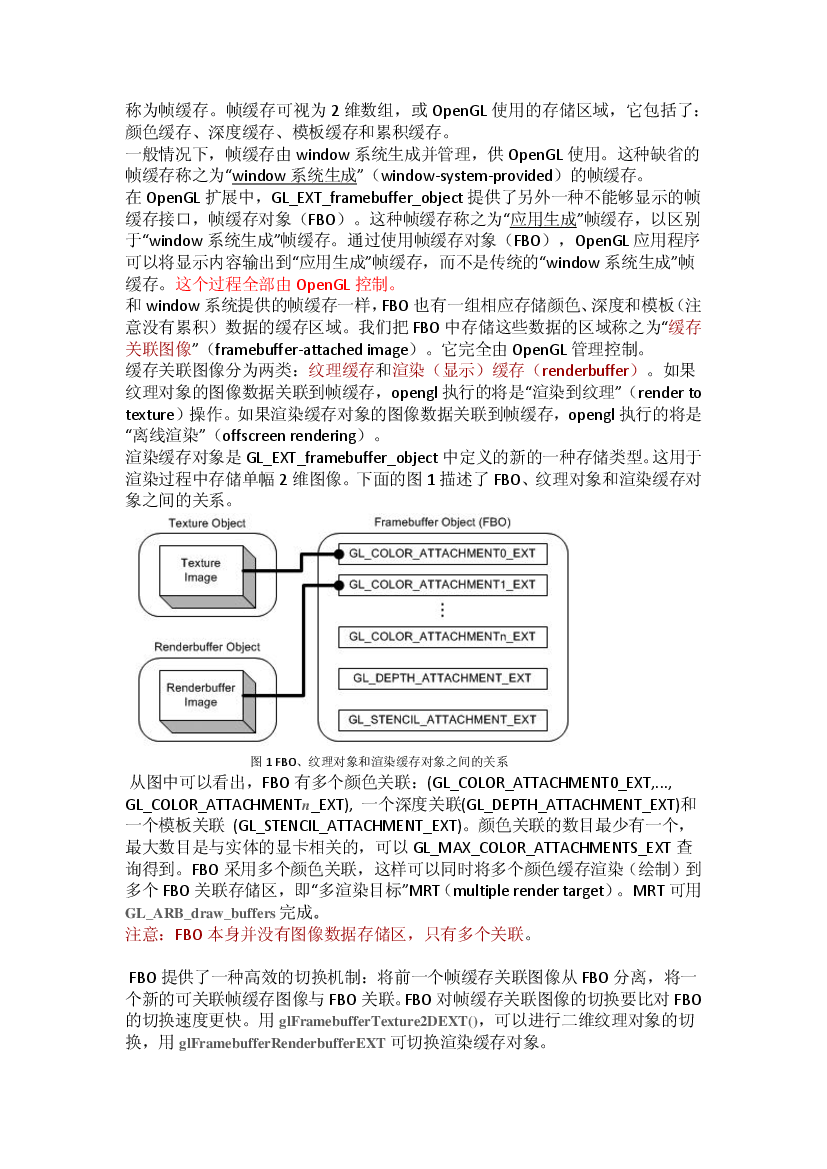 称为帧缓存。帧缓存可视为 2 维数组，或 OpenGL 使用的存储区域，它包括了：
颜色缓存、深度缓存、模板缓存和累积缓存。
一般情况下，帧缓存由 window 系统生成并管理，供 OpenGL 使用。这种缺省的
帧缓存称之为“window 系统生成”（window-system-provided）的帧缓存。
在 OpenGL 扩展中，GL_EXT_framebuffer_object 提供了另外一种不能够显示的帧
缓存接口，帧缓存对象（FBO）。这种帧缓存称之为“应用生成”帧缓存，以区别
于“window 系统生成”帧缓存。通过使用帧缓存对象（FBO），OpenGL 应用程序
可以将显示内容输出到“应用生成”帧缓存，而不是传统的“window 系统生成”帧
缓存。这个过程全部由 OpenGL 控制。
和 window 系统提供的帧缓存一样，FBO 也有一组相应存储颜色、深度和模板（注
意没有累积）数据的缓存区域。我们把 FBO 中存储这些数据的区域称之为“缓存
关联图像”（framebuffer-attached image）。它完全由 OpenGL 管理控制。
缓存关联图像分为两类：纹理缓存和渲染（显示）缓存（renderbuffer）。如果
纹理对象的图像数据关联到帧缓存，opengl 执行的将是“渲染到纹理”（render to
texture）操作。如果渲染缓存对象的图像数据关联到帧缓存，opengl 执行的将是
“离线渲染”（offscreen rendering）。
渲染缓存对象是 GL_EXT_framebuffer_object 中定义的新的一种存储类型。这用于
渲染过程中存储单幅 2 维图像。下面的图 1 描述了 FBO、纹理对象和渲染缓存对
象之间的关系。
Texture Object
Texture
Image
Renderbuffer Object
Renderbuffer
Image
Framebuffer Object (FBO)
GL_COLOR_ATTACHMENT0_EXT
GL_COLOR_ATTACHMENT1_EXT
⋮
GL_COLOR_ATTACHMENTn_EXT
GL_DEPTH_ATTACHMENT_EXT
GL_STENCIL_ATTACHMENT_EXT
图 1 FBO、纹理对象和渲染缓存对象之间的关系
从图中可以看出，FBO 有多个颜色关联：(GL_COLOR_ATTACHMENT0_EXT,...,
GL_COLOR_ATTACHMENTn_EXT), 一个深度关联(GL_DEPTH_ATTACHMENT_EXT)和
一个模板关联 (GL_STENCIL_ATTACHMENT_EXT)。颜色关联的数目最少有一个，
最大数目是与实体的显卡相关的，可以 GL_MAX_COLOR_ATTACHMENTS_EXT 查
询得到。FBO 采用多个颜色关联，这样可以同时将多个颜色缓存渲染（绘制）到
多个 FBO 关联存储区，即“多渲染目标”MRT（multiple render target）。MRT 可用
GL_ARB_draw_buffers 完成。
注意：FBO 本身并没有图像数据存储区，只有多个关联。
FBO 提供了一种高效的切换机制：将前一个帧缓存关联图像从 FBO 分离，将一
个新的可关联帧缓存图像与 FBO 关联。FBO 对帧缓存关联图像的切换要比对 FBO
的切换速度更快。用 glFramebufferTexture2DEXT()，可以进行二维纹理对象的切
换，用 glFramebufferRenderbufferEXT 可切换渲染缓存对象。